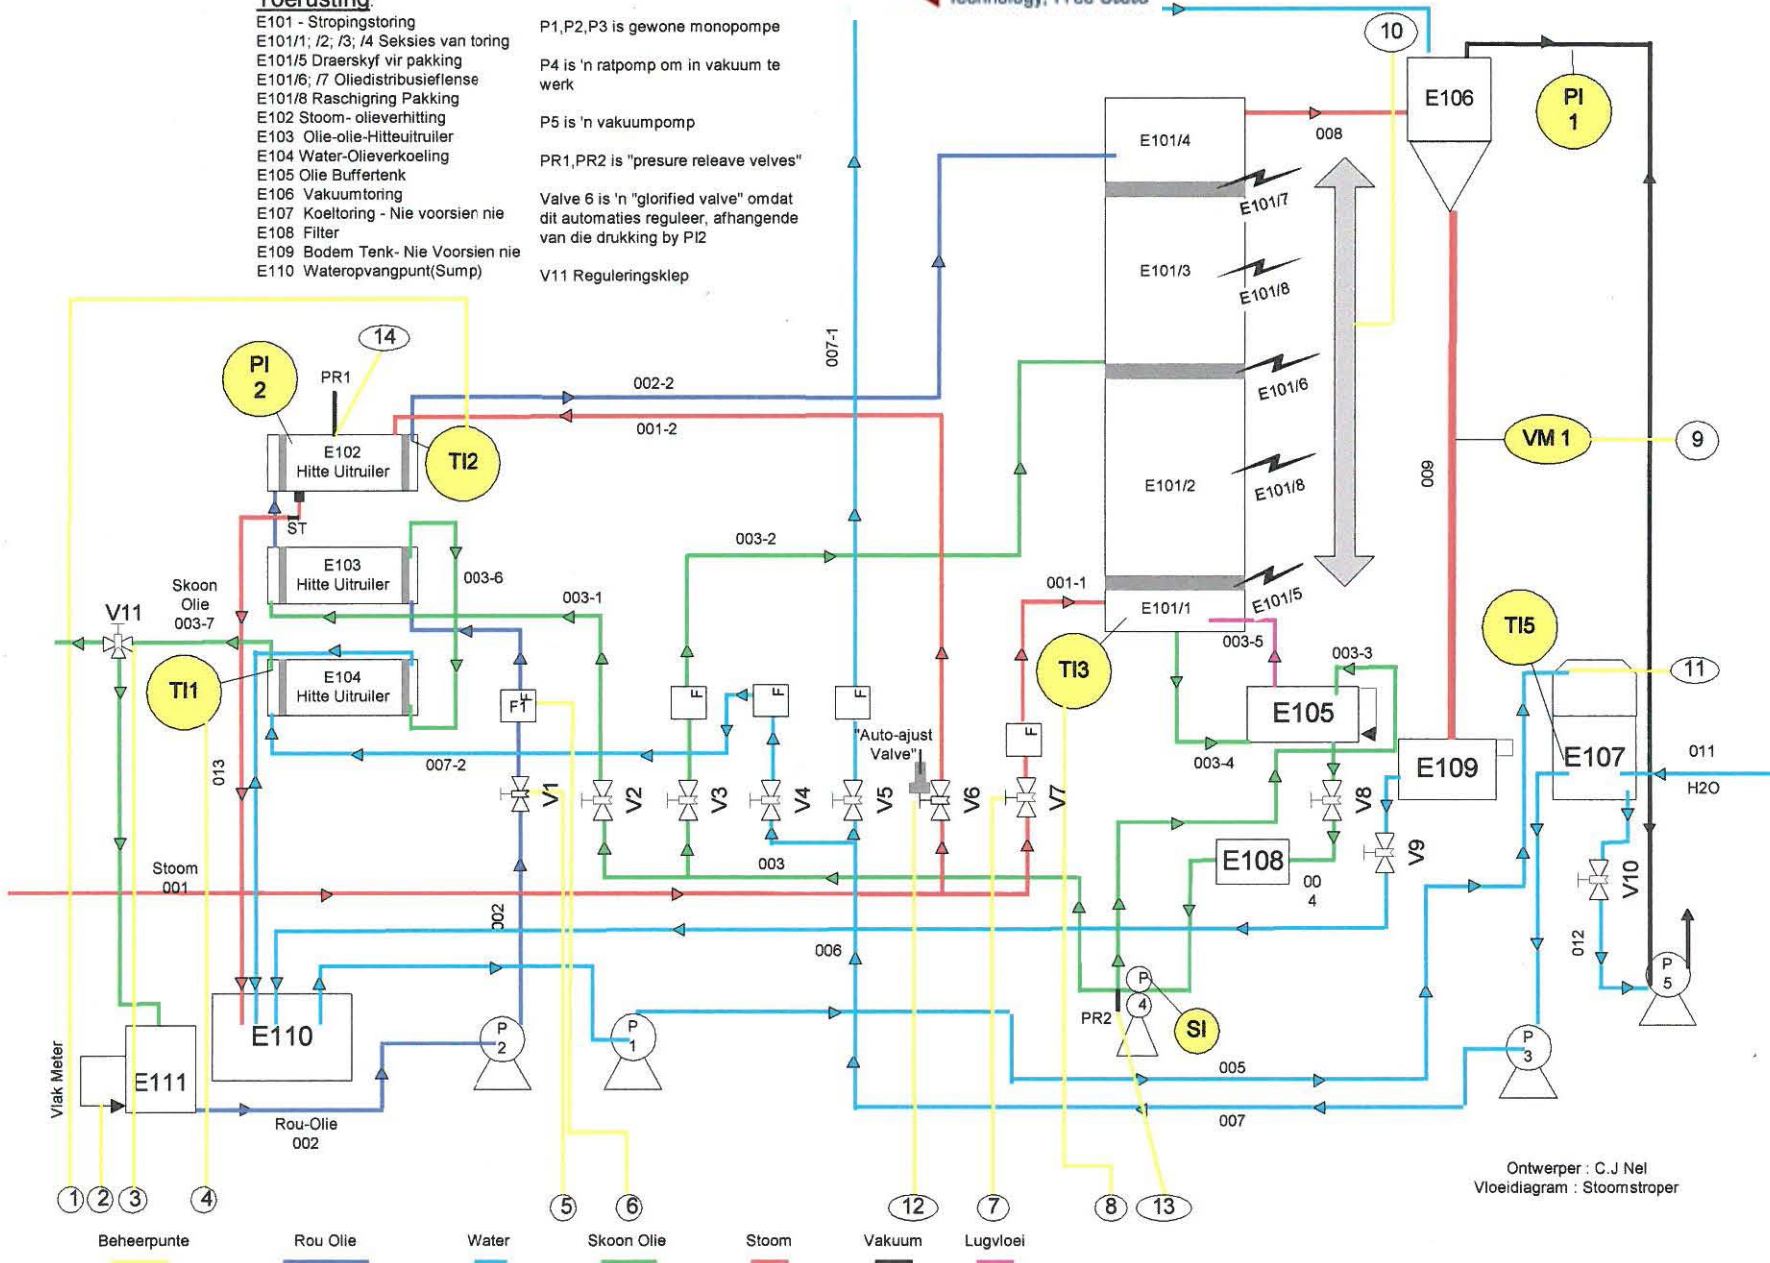 Toerusting:
E101 - Stropingstoring
E101/1; /2; /3; /4 Seksies van toring
E101/5 Draerskyf vir pakking
E101/6; /7 Oliedistribusieflense
E101/8 Raschigring Pakking
E102 Stoom- olieverhitting
E103 Olie-olie-Hitteuitruiler
E104 Water-Olieverkoeling
E105 Olie Buffertenk
E106 Vakuumtoring
E107 Koeltoring - Nie voorsien nie
E108 Filter
E109 Bodem Tenk- Nie Voorsien nie
E110 Wateropvangpunt(Sump)
P1,P2,P3 is gewone monopompe
P4 is 'n ratpomp om in vakuum te
werk
P5 is 'n vakuumpomp
PR1,PR2 is "presure releave velves"
Valve 6 is 'n "glorified valve" omdat
dit automaties reguleer, afhangende
van die drukking by PI2
V11 Reguleringsklep
Technology, Free State
10
E106
PI
1
008
E101/4
E101/7
E101/3
E101/8
007-1
14
PI
2
PR1
002-2
001-2
E101/6
E102
Hitte Uitruiler
TI2
VM 1
9
009
E101/2
E101/8
ST
003-2
E103
Hitte Uitruiler
003-6
003-1
001-1
E101/1
E101/5
Skoon
Olie
003-7
V11
TI1
E104
Hitte Uitruiler
003-5
003-3
TI3
TI5
11
F1
F
F
F
F
E105
"Auto-ajust
Valve"
007-2
003-4
013
E109
E107
011
H2O
V1
V2
V3
V4
V5
V6
V7
V8
V9
V10
E108
00
4
Stoom
001
003
002
006
012
P
5
E110
P
2
P
1
PR2
P
4
SI
P
3
Vlak Meter
E111
005
007
Rou-Olie
002
Ontwerper : C.J Nel
Vloeidiagram : Stoomstroper
1
2
3
4
5
6
12
7
8
13
Beheerpunte
Rou Olie
Water
Skoon Olie
Stoom
Vakuum
Lugvloei